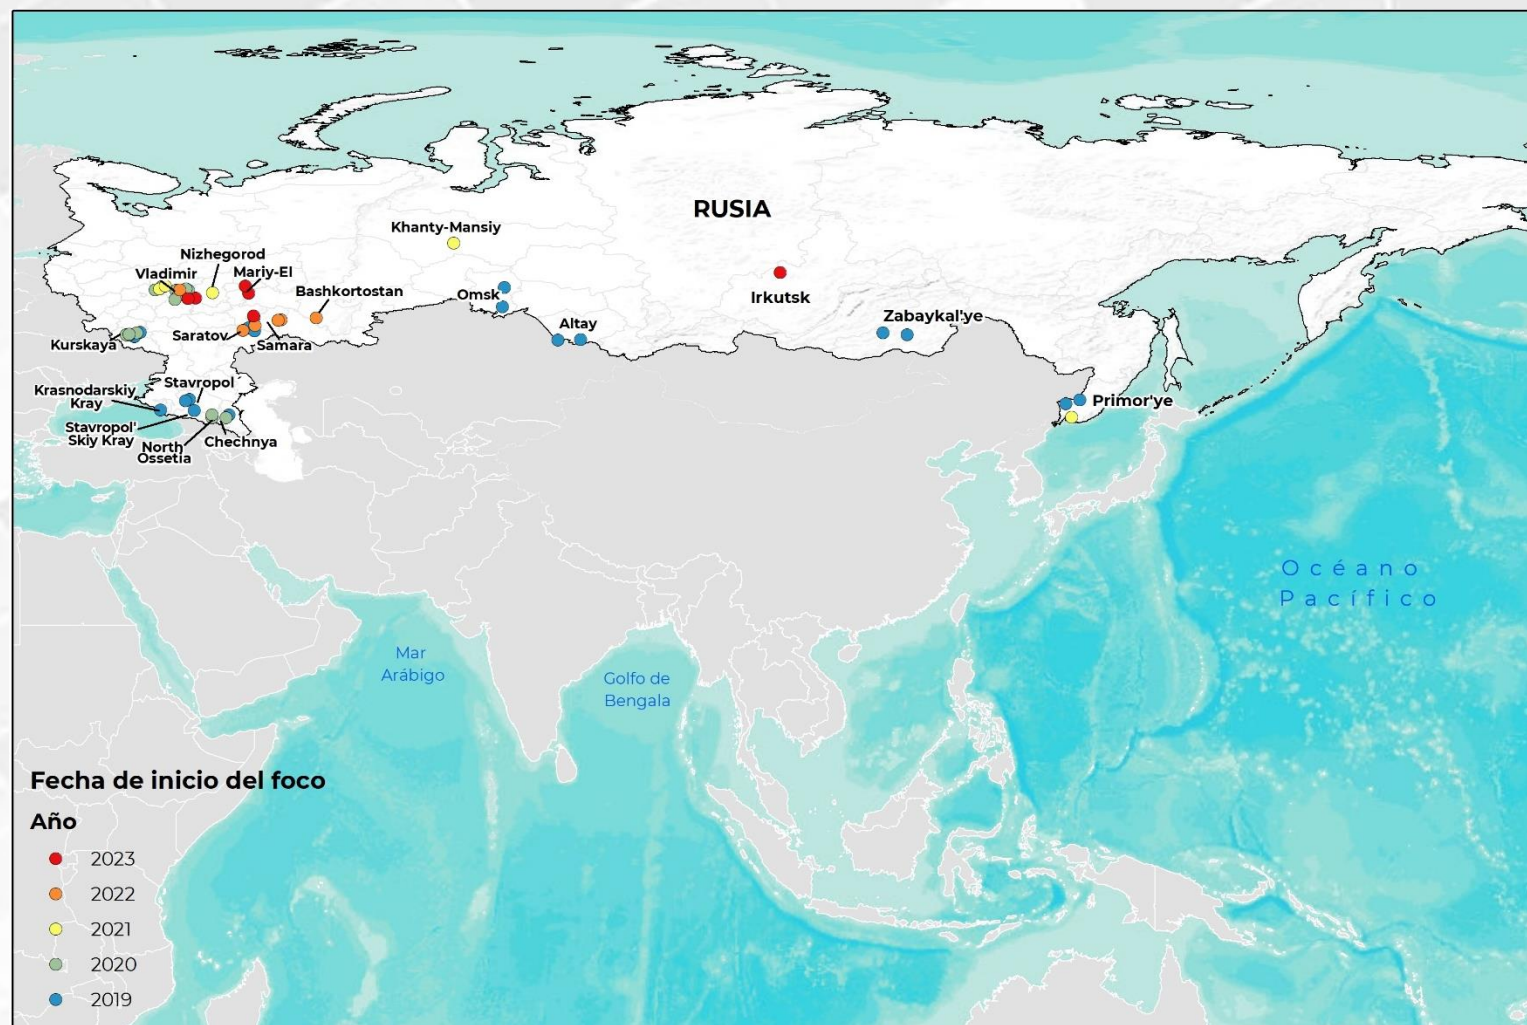 RUSIA
Khanty-Mansiy
Nizhegorod
Vladimir
Mariy-El
Bashkortostan
Omsk
Irkutsk
Zabaykal'ye
Altay
Kurskaya
Saratov
Samara
Krasnodarskiy
Kray
Stavropol
Stavropol'
Skiy Kray
North
Ossetia
Chechnya
Primor'ye
Océano
Pacífico
Mar
Arábigo
Golfo de
Bengala
Fecha de inicio del foco
Año
2023
2022
2021
2020
2019